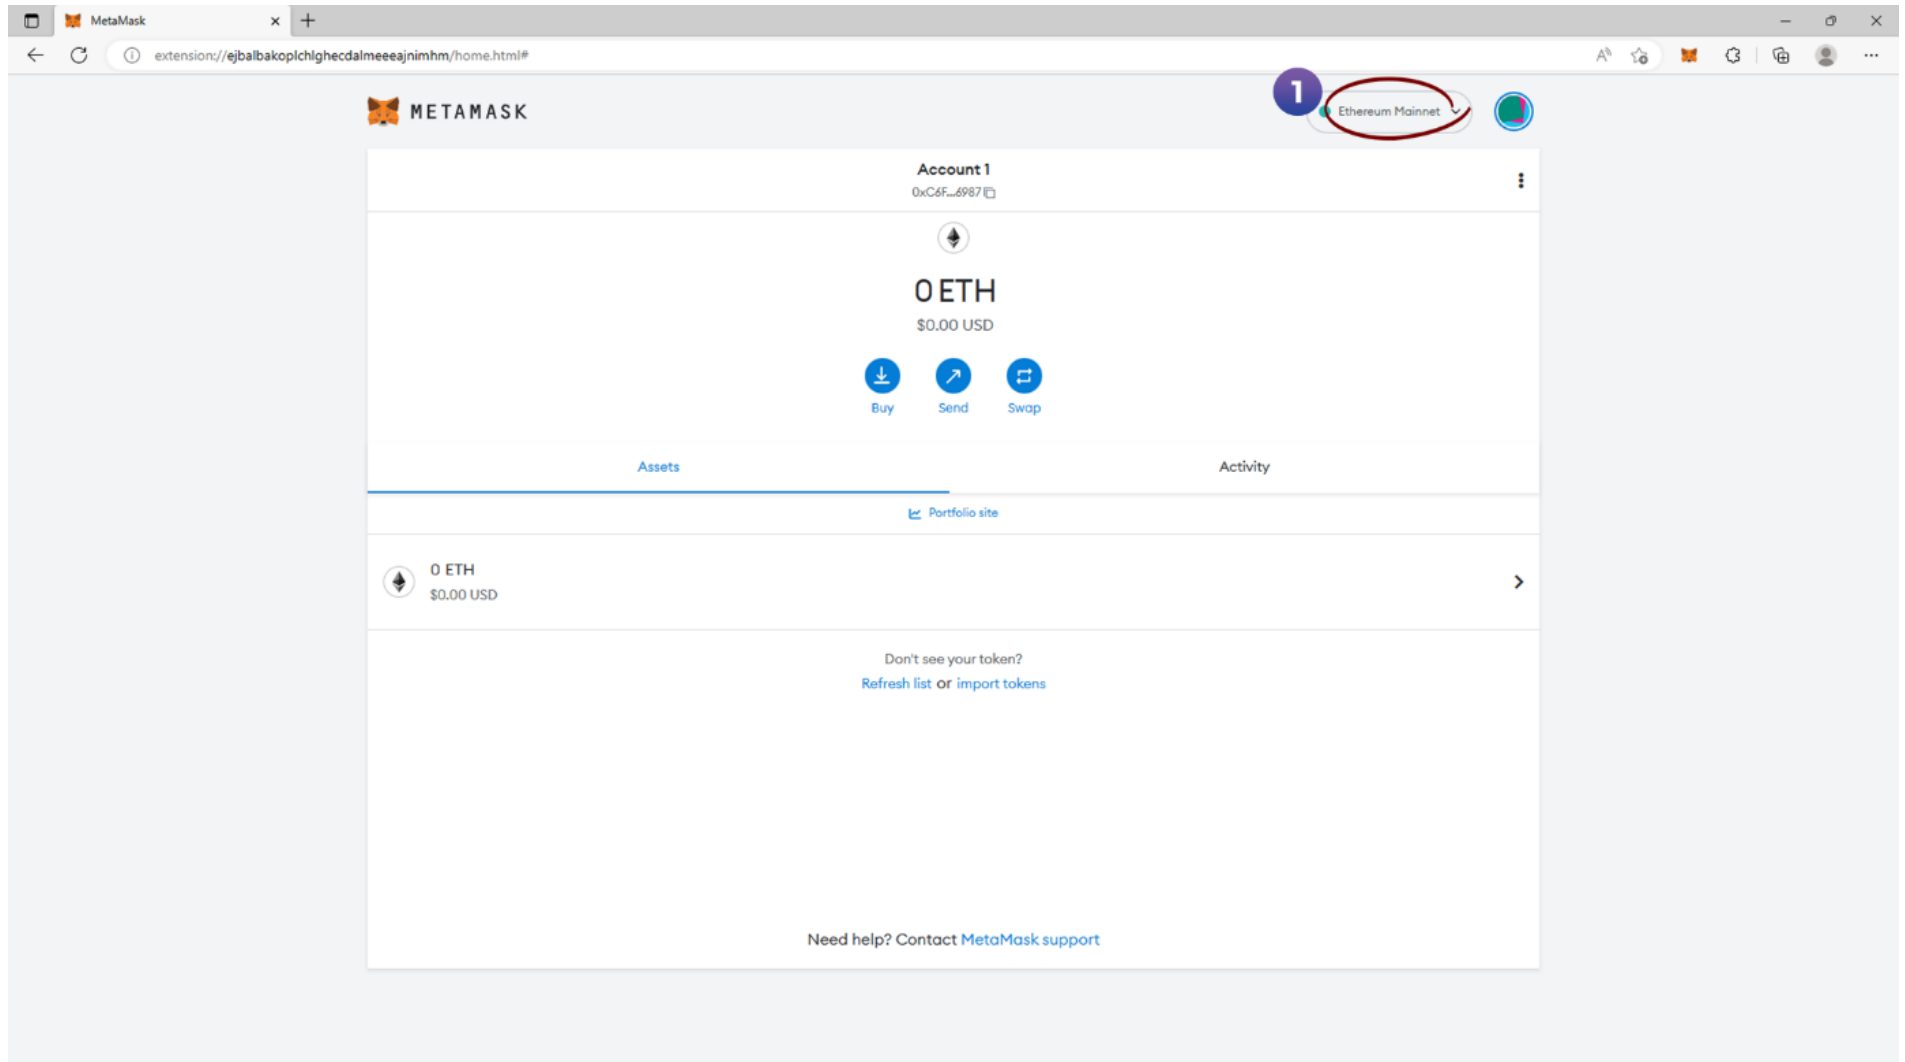 MetaMask
extension://ejbalbakoplchlghecdalmeeeajnimhm/home.html#
METAMASK
1
Ethereum Mainnet
Account 1
0xC6F...6987
0 ETH
$0.00 USD
Buy Send Swap
Assets Activity
Portfolio site
0 ETH
$0.00 USD
Don't see your token?
Refresh list or import tokens
Need help? Contact MetaMask support